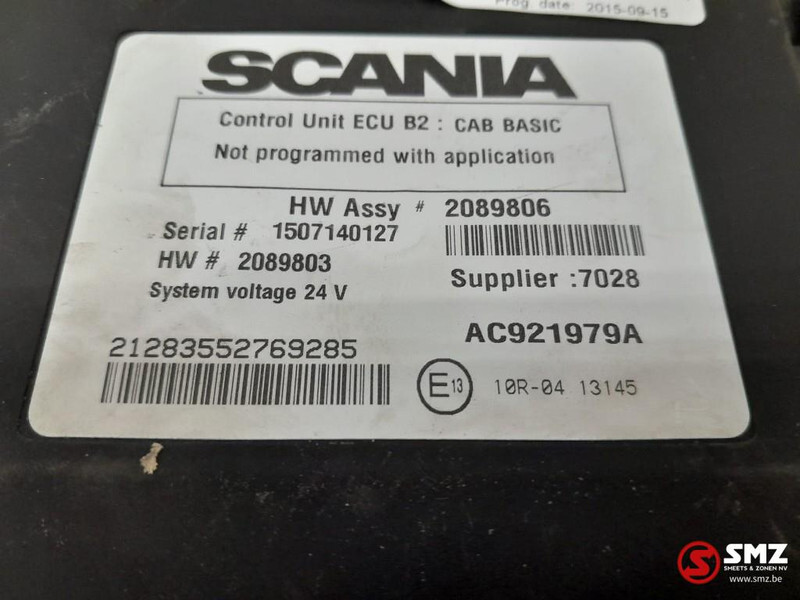 Prog. date: 2015-09-15
SCANIA
Control Unit ECU B2 : CAB BASIC
Not programmed with application
HW Assy # 2089806
Serial # 1507140127
HW # 2089803
Supplier :7028
System voltage 24 V
AC921979A
21283552769285
E13 10R-04 13145
SMZ
SMEETS & ZONEN NV
www.smz.be